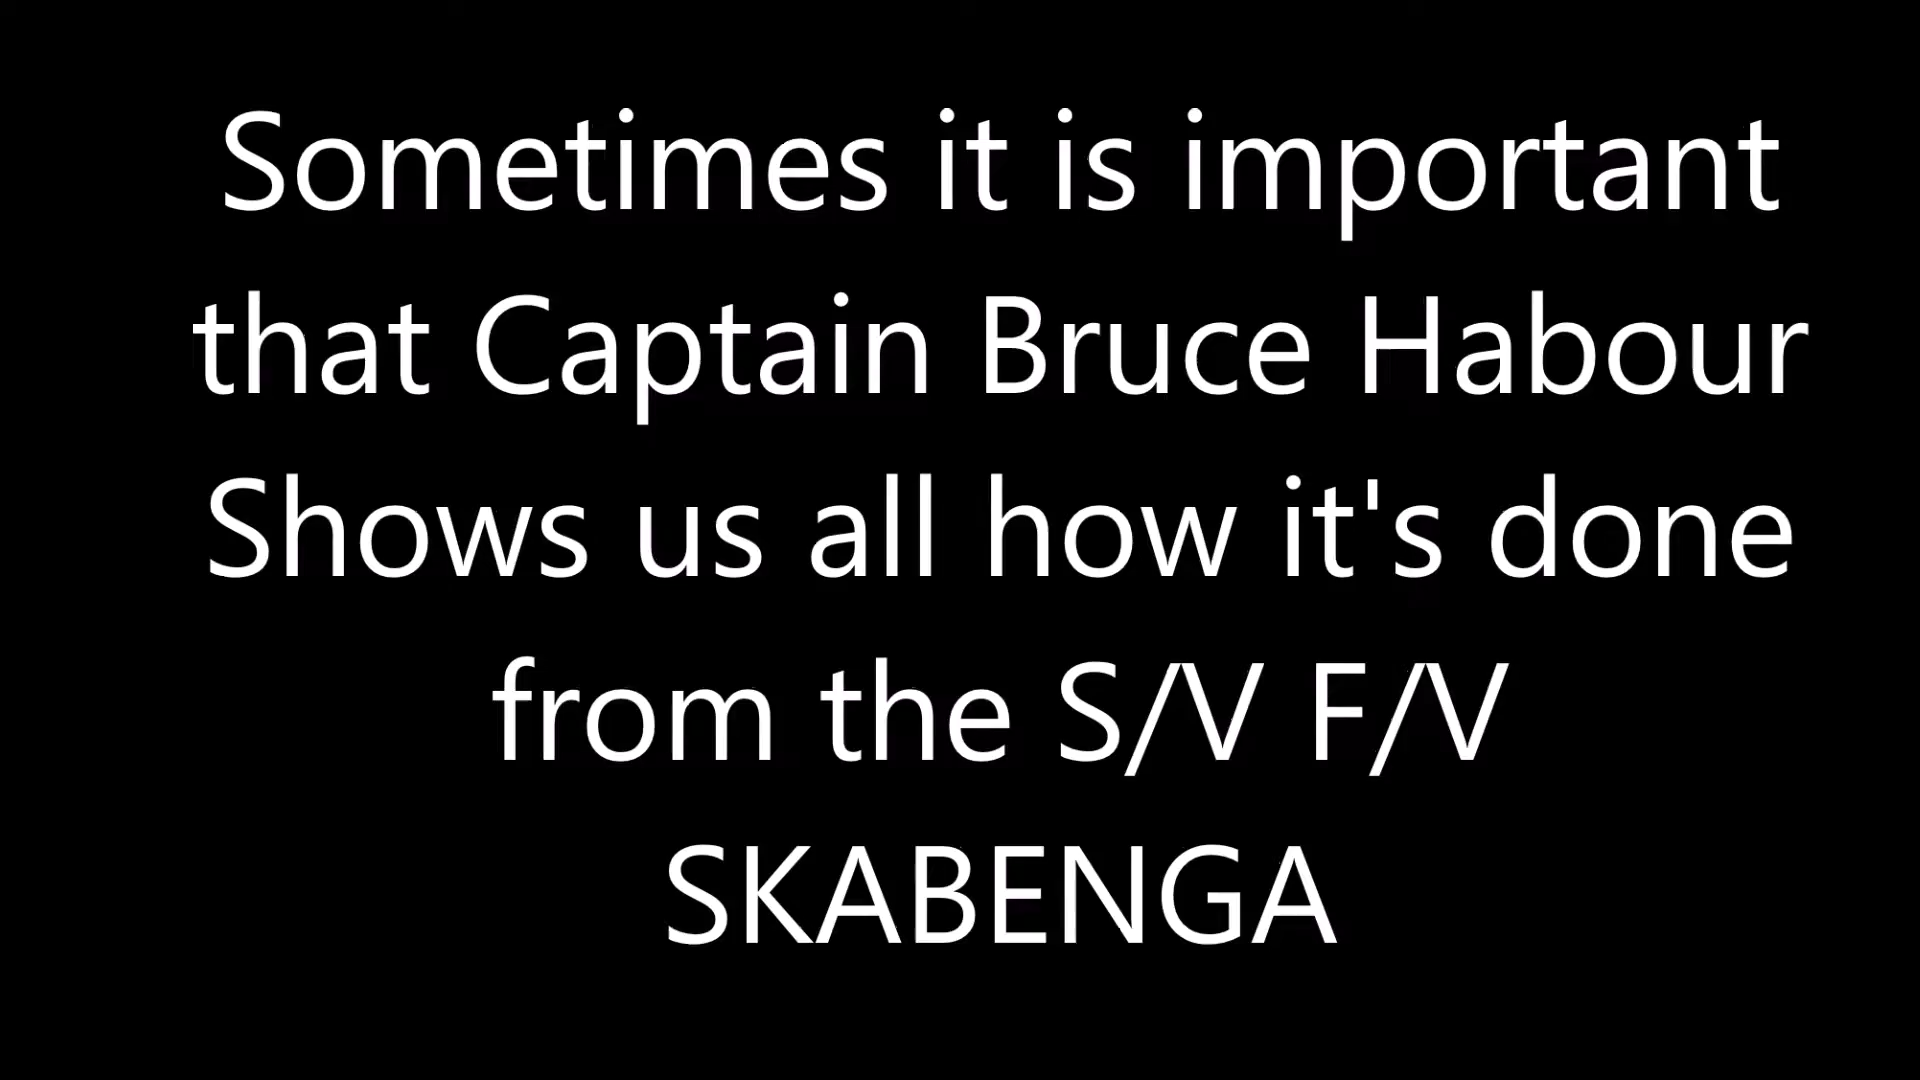 Sometimes it is important
that Captain Bruce Habour
Shows us all how it's done
from the S/V F/V
SKABENGA